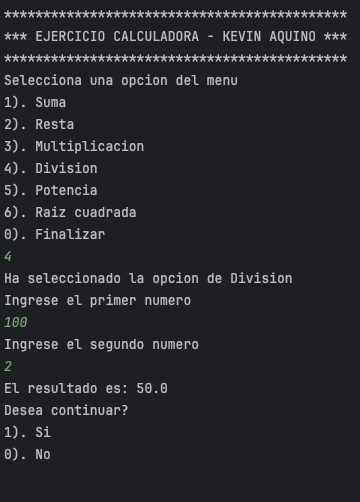 ********************************************
*** EJERCICIO CALCULADORA - KEVIN AQUINO ***
********************************************
Selecciona una opcion del menu
1). Suma
2). Resta
3). Multiplicacion
4). Division
5). Potencia
6). Raiz cuadrada
0). Finalizar
4
Ha seleccionado la opcion de Division
Ingrese el primer numero
100
Ingrese el segundo numero
2
El resultado es: 50.0
Desea continuar?
1). Si
0). No